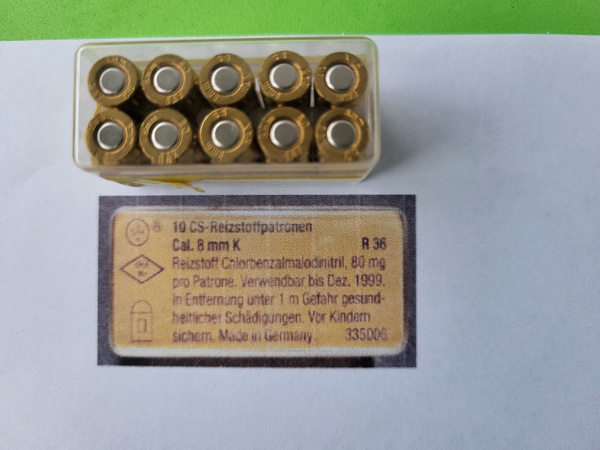 10 CS-Reizstoffpatronen
Cal. 8 mm K R 36
Reizstoff Chlorbenzalmalodinitril, 80 mg
pro Patrone. Verwendbar bis Dez. 1999.
In Entfernung unter 1 m Gefahr gesund-
heitlicher Schädigungen. Vor Kindern
sichern. Made in Germany. 335006